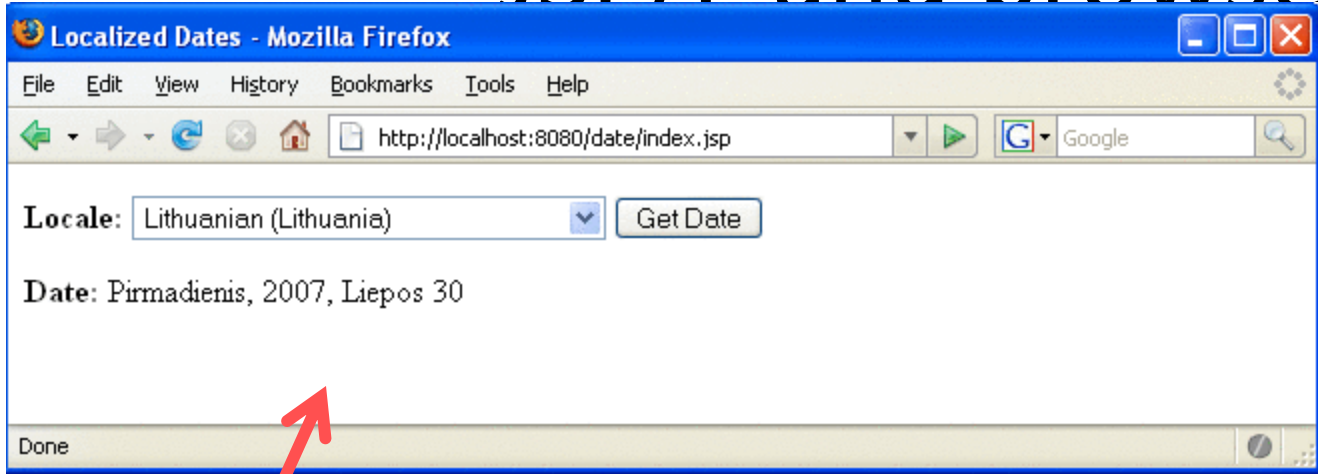 Localized Dates - Mozilla Firefox
File Edit View History Bookmarks Tools Help
http://localhost:8080/date/index.jsp G Google
Locale: Lithuanian (Lithuania) Get Date
Date: Pirmadienis, 2007, Liepos 30
Done